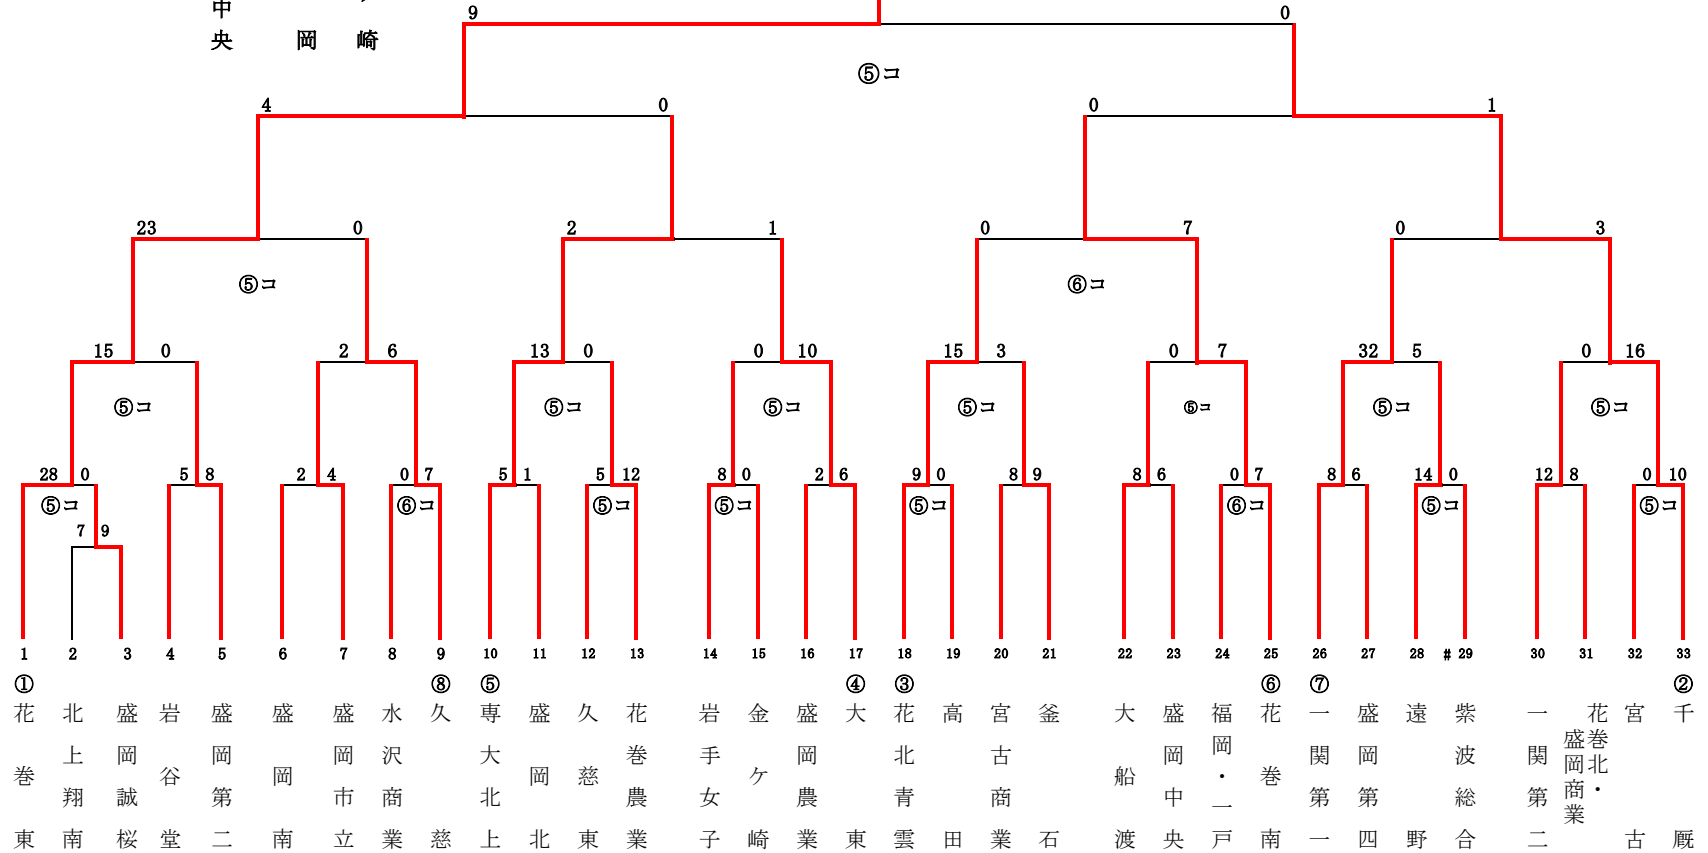 中
央 岡 崎
9 0
⑤コ
4 0 0 1
23 0 2 1 0 7 0 3
⑤コ ⑥コ
15 0 2 6 13 0 0 10 15 3 0 7 32 5 0 16
⑤コ ⑤コ ⑤コ ⑤コ ⑤コ ⑤コ ⑤コ
28 0 5 8 2 4 0 7 5 1 5 12 8 0 2 6 9 0 8 9 8 6 0 7 8 6 14 0 12 8 0 10
⑤コ ⑥コ ⑤コ ⑤コ ⑤コ ⑥コ ⑤コ ⑤コ
7 9
1 2 3 4 5 6 7 8 9 10 11 12 13 14 15 16 17 18 19 20 21 22 23 24 25 26 27 28 # 29 30 31 32 33
① ⑧ ⑤ ④ ③ ⑥ ⑦ ②
花巻東
北上翔南
盛岡誠桜
岩谷堂
盛岡第二
盛岡南
盛岡市立
水沢商業
久慈
専大北上
盛岡北
久慈東
花巻農業
岩手女子
金ケ崎
盛岡農業
大東
花北青雲
高田
宮古商業
釜石
大船渡
盛岡中央
福岡・一戸
花巻南
一関第一
盛岡第四
遠野
紫波総合
一関第二
花巻北・
盛岡商業
宮古
千厩